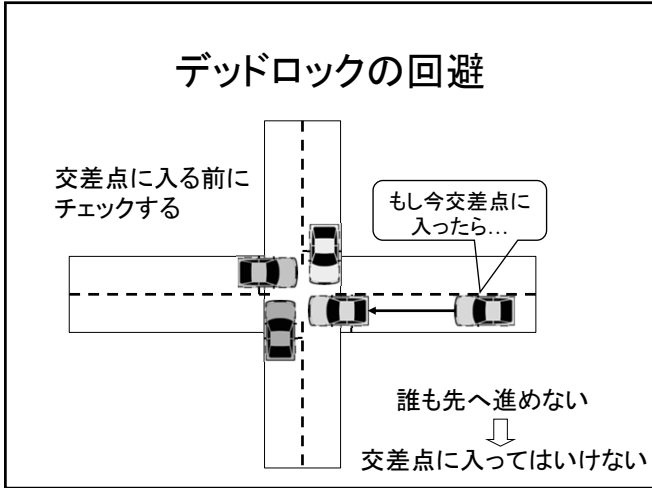 デッドロックの回避
交差点に入る前に
チェックする
もし今交差点に
入ったら…
誰も先へ進めない
交差点に入ってはいけない